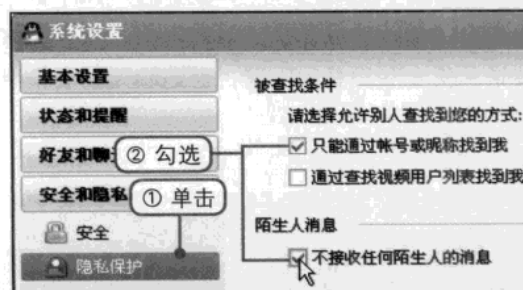 系统设置
基本设置
状态和提醒
好友和聊
② 勾选
安全和隐私
① 单击
安全
隐私保护
被查找条件
请选择允许别人查找到您的方式:
只能通过帐号或昵称找到我
通过查找视频用户列表找到我
陌生人消息
不接收任何陌生人的消息